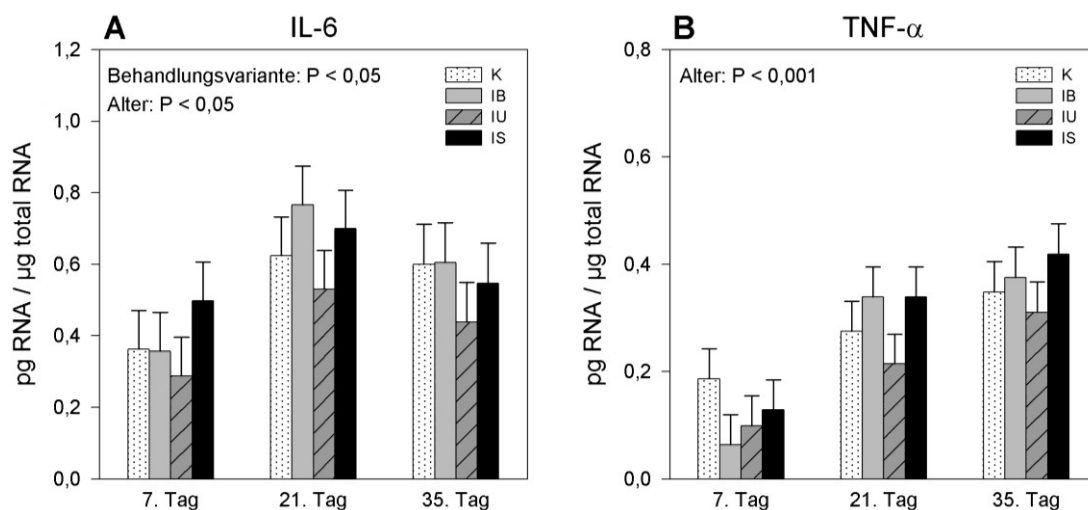 A IL-6
pg RNA / µg total RNA
1,2
1,0
0,8
0,6
0,4
0,2
0,0
Behandlungsvariante: P < 0,05
Alter: P < 0,05
K
IB
IU
IS
7. Tag 21. Tag 35. Tag
B TNF-α
pg RNA / µg total RNA
0,8
0,6
0,4
0,2
0,0
Alter: P < 0,001
K
IB
IU
IS
7. Tag 21. Tag 35. Tag